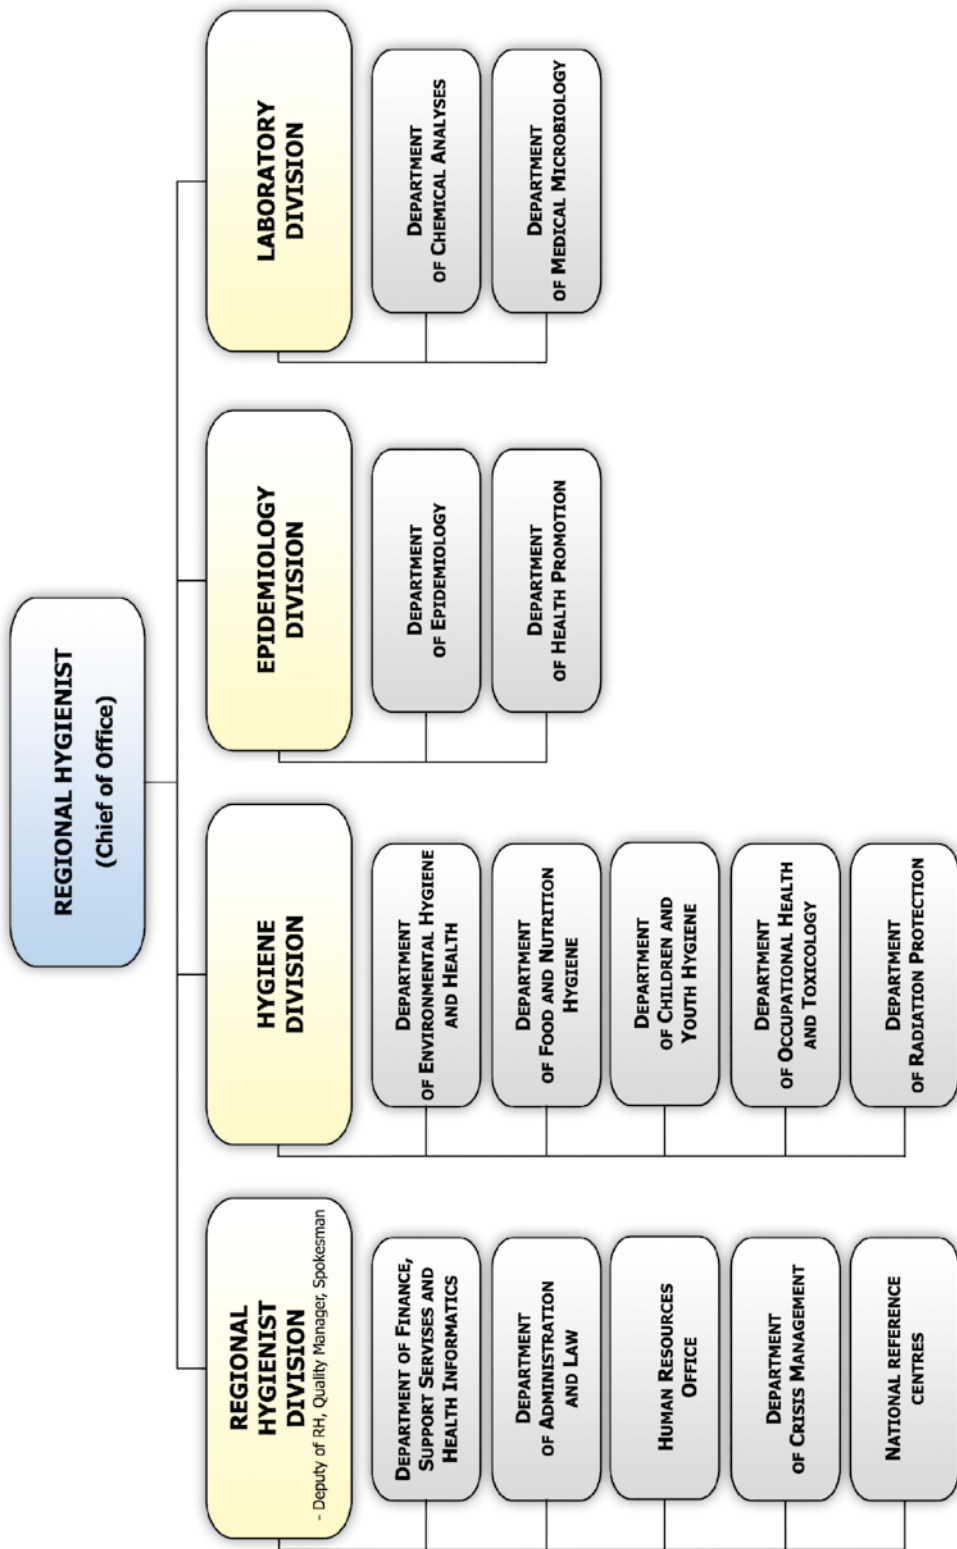 REGIONAL HYGIENIST
(Chief of Office)
REGIONAL
HYGIENIST
DIVISION
- Deputy of RH, Quality Manager, Spokesman
DEPARTMENT OF FINANCE,
SUPPORT SERVISES AND
HEALTH INFORMATICS
DEPARTMENT
OF ADMINISTRATION
AND LAW
HUMAN RESOURCES
OFFICE
DEPARTMENT
OF CRISIS MANAGEMENT
NATIONAL REFERENCE
CENTRES
HYGIENE
DIVISION
DEPARTMENT
OF ENVIRONMENTAL HYGIENE
AND HEALTH
DEPARTMENT
OF FOOD AND NUTRITION
HYGIENE
DEPARTMENT
OF CHILDREN AND
YOUTH HYGIENE
DEPARTMENT
OF OCCUPATIONAL HEALTH
AND TOXICOLOGY
DEPARTMENT
OF RADIATION PROTECTION
EPIDEMIOLOGY
DIVISION
DEPARTMENT
OF EPIDEMIOLOGY
DEPARTMENT
OF HEALTH PROMOTION
LABORATORY
DIVISION
DEPARTMENT
OF CHEMICAL ANALYSES
DEPARTMENT
OF MEDICAL MICROBIOLOGY